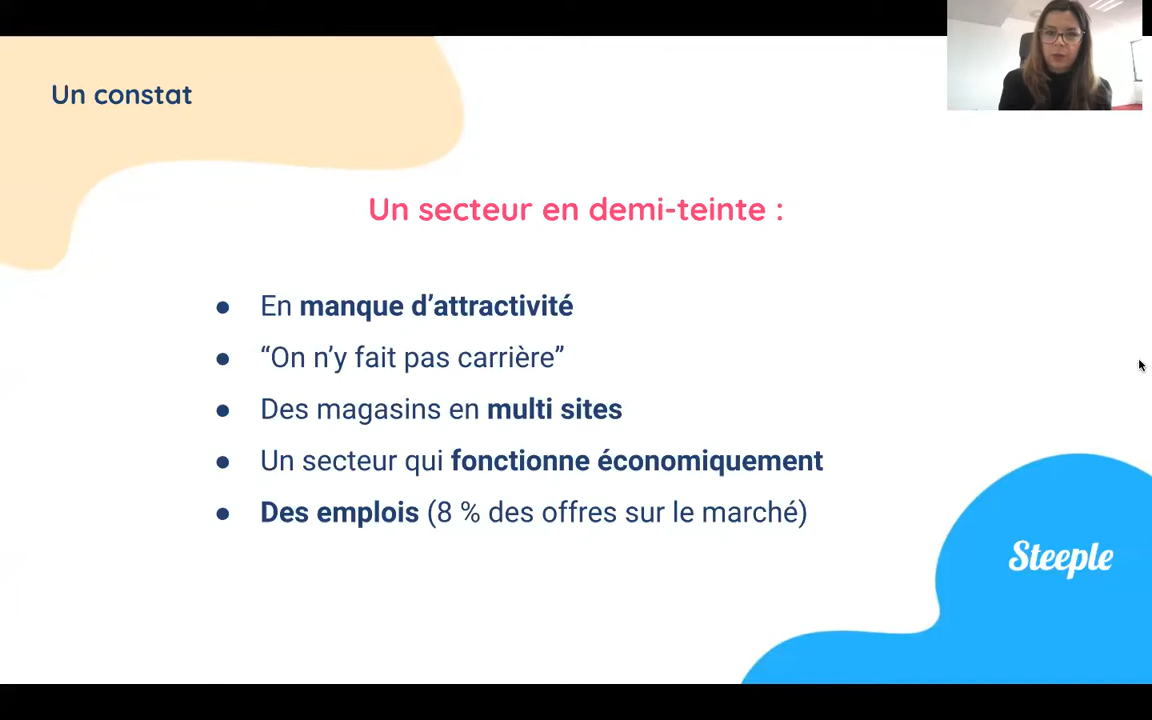 Un constat
Un secteur en demi-teinte :
● En manque d’attractivité
● “On n’y fait pas carrière”
● Des magasins en multi sites
● Un secteur qui fonctionne économiquement
● Des emplois (8 % des offres sur le marché)
Steeple